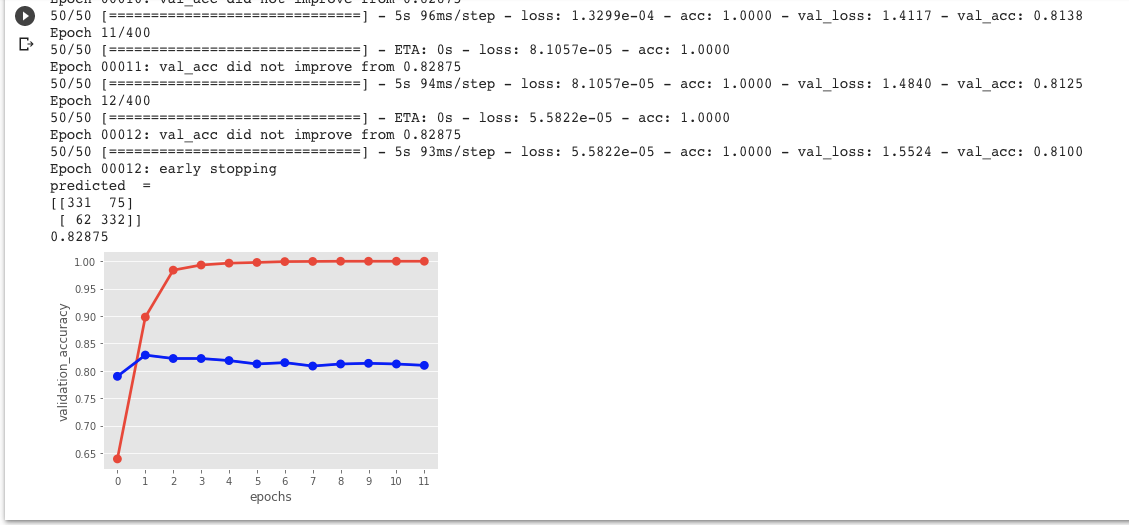 Epoch 00010: val_acc did not improve from 0.82875
50/50 [==============================] - 5s 96ms/step - loss: 1.3299e-04 - acc: 1.0000 - val_loss: 1.4117 - val_acc: 0.8138
Epoch 11/400
50/50 [==============================] - ETA: 0s - loss: 8.1057e-05 - acc: 1.0000
Epoch 00011: val_acc did not improve from 0.82875
50/50 [==============================] - 5s 94ms/step - loss: 8.1057e-05 - acc: 1.0000 - val_loss: 1.4840 - val_acc: 0.8125
Epoch 12/400
50/50 [==============================] - ETA: 0s - loss: 5.5822e-05 - acc: 1.0000
Epoch 00012: val_acc did not improve from 0.82875
50/50 [==============================] - 5s 93ms/step - loss: 5.5822e-05 - acc: 1.0000 - val_loss: 1.5524 - val_acc: 0.8100
Epoch 00012: early stopping
predicted  =
[[331  75]
 [ 62 332]]
0.82875
1.00
0.95
0.90
0.85
0.80
0.75
0.70
0.65
validation_accuracy
0 1 2 3 4 5 6 7 8 9 10 11
epochs